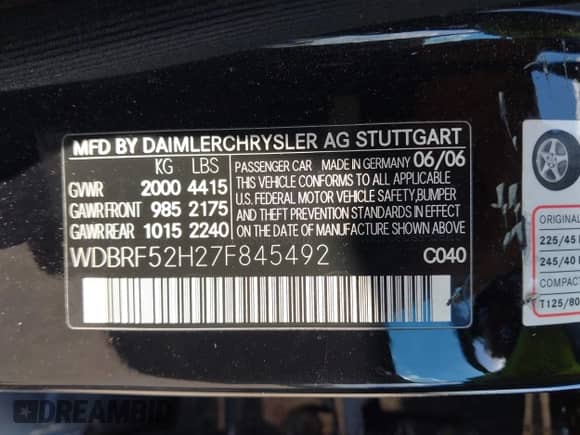 MFD BY DAIMLERCHRYSLER AG STUTTGART
KG LBS
GVWR 2000 4415
GAWR FRONT 985 2175
GAWR REAR 1015 2240
PASSENGER CAR MADE IN GERMANY 06/06
THIS VEHICLE CONFORMS TO ALL APPLICABLE
U.S. FEDERAL MOTOR VEHICLE SAFETY, BUMPER
AND THEFT PREVENTION STANDARDS IN EFFECT
ON THE DATE OF MANUFACTURE SHOWN ABOVE
WDBRF52H27F845492 C040
ORIGINAL
225/45
245/40
COMPACT
T125/80
DREAMBID